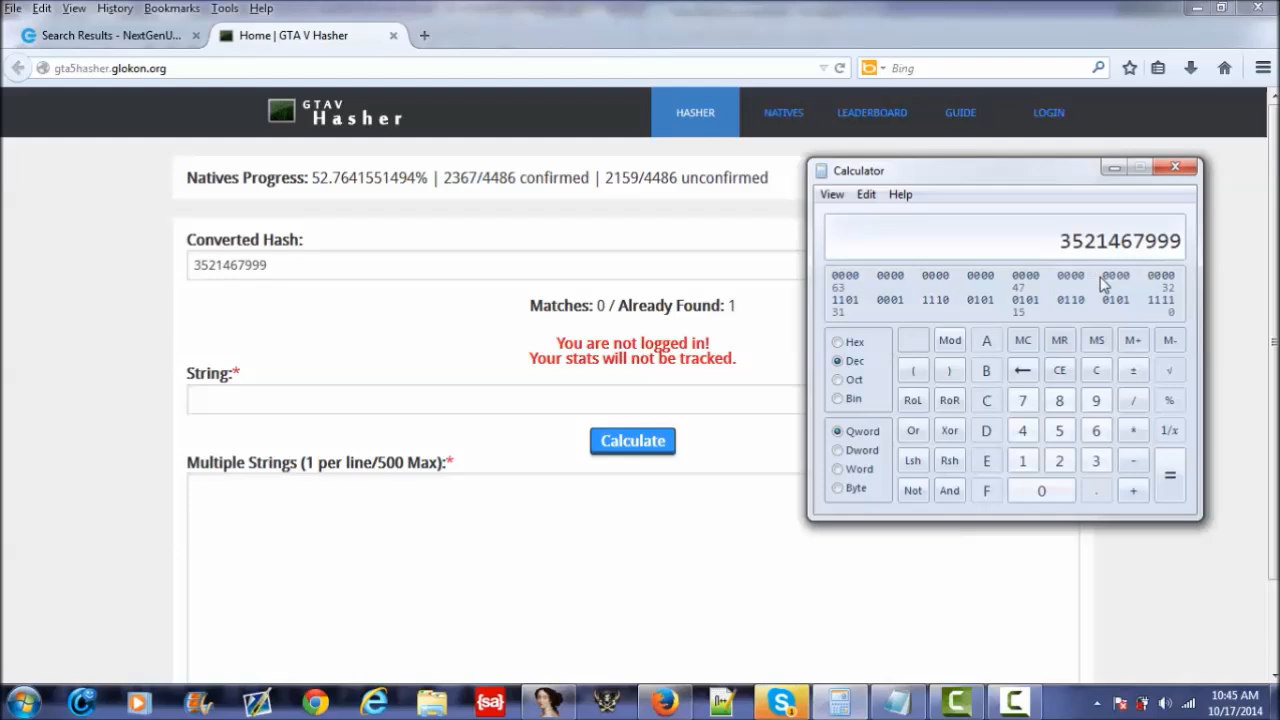 File Edit View History Bookmarks Tools Help
Search Results - NextGenU... Home | GTA V Hasher
gta5hasher.glokon.org Bing
GTAV
Hasher
HASHER NATIVES LEADERBOARD GUIDE LOGIN
Natives Progress: 52.7641551494% | 2367/4486 confirmed | 2159/4486 unconfirmed
Converted Hash:
3521467999
Matches: 0 / Already Found: 1
You are not logged in!
Your stats will not be tracked.
String:*
Calculate
Multiple Strings (1 per line/500 Max):*
Calculator
View Edit Help
3521467999
0000 0000 0000 0000 0000 0000 0000 0000
63 47 32
1101 0001 1110 0101 0101 0110 0101 1111
31 15 0
Hex Mod A MC MR MS M+ M-
Dec ( ) B ← CE C ± √
Oct
Bin RoL RoR C 7 8 9 / %
Qword Or Xor D 4 5 6 * 1/x
Dword Lsh Rsh E 1 2 3 - =
Word
Byte Not And F 0 . +
{sa}
10:45 AM
10/17/2014